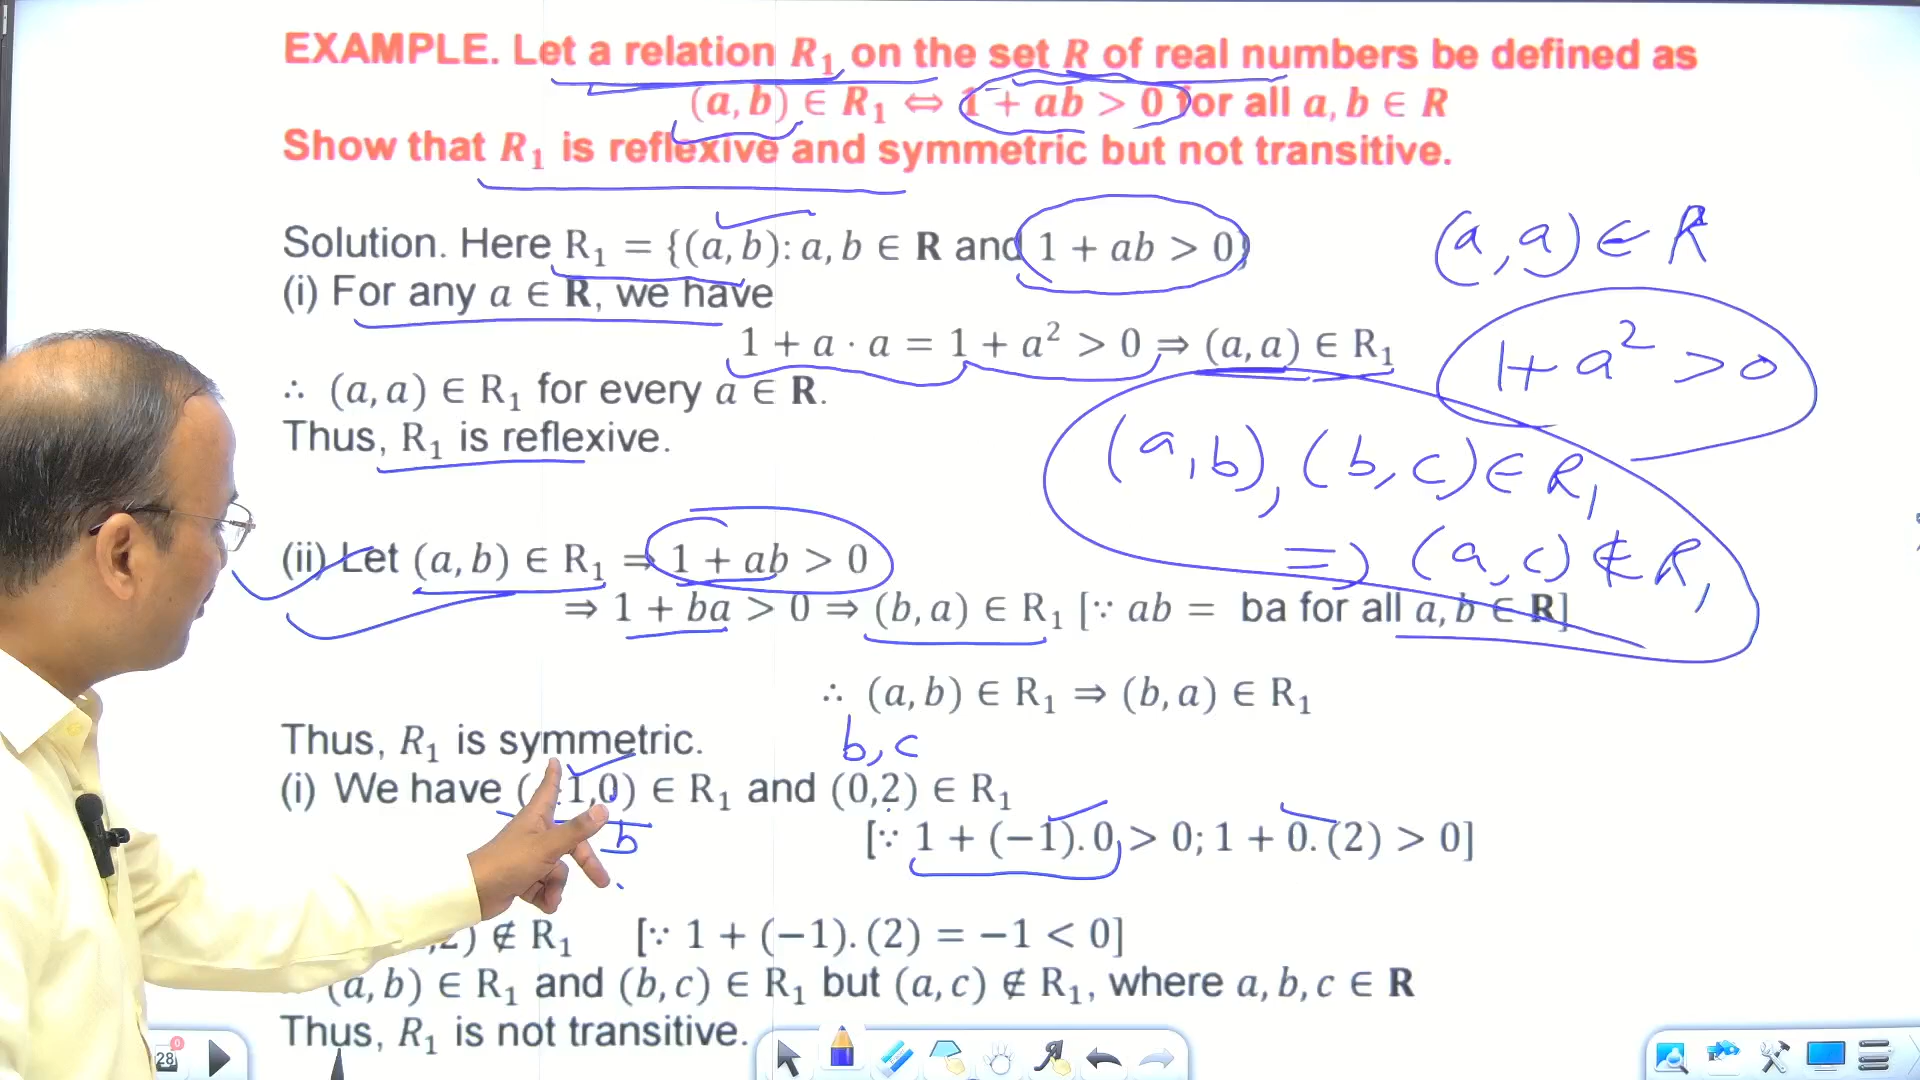 EXAMPLE. Let a relation R₁ on the set R of real numbers be defined as
(a, b) ∈ R₁ ⇔ 1 + ab > 0 for all a, b ∈ R
Show that R₁ is reflexive and symmetric but not transitive.
Solution. Here R₁ = {(a, b): a, b ∈ R and 1 + ab > 0}
(a, a) ∈ R
(i) For any a ∈ R, we have
1 + a · a = 1 + a² > 0 ⇒ (a, a) ∈ R₁
1 + a² > 0
∴ (a, a) ∈ R₁ for every a ∈ R.
Thus, R₁ is reflexive.
(a, b), (b, c) ∈ R₁
⇒ (a, c) ∉ R₁
(ii) Let (a, b) ∈ R₁ ⇒ 1 + ab > 0
⇒ 1 + ba > 0 ⇒ (b, a) ∈ R₁ [∵ ab = ba for all a, b ∈ R]
∴ (a, b) ∈ R₁ ⇒ (b, a) ∈ R₁
Thus, R₁ is symmetric.
b, c
(i) We have ( 1,0) ∈ R₁ and (0,2) ∈ R₁
b
[∵ 1 + (−1). 0 > 0; 1 + 0. (2) > 0]
,2) ∉ R₁ [∵ 1 + (−1). (2) = −1 < 0]
(a, b) ∈ R₁ and (b, c) ∈ R₁ but (a, c) ∉ R₁, where a, b, c ∈ R
Thus, R₁ is not transitive.
28
0